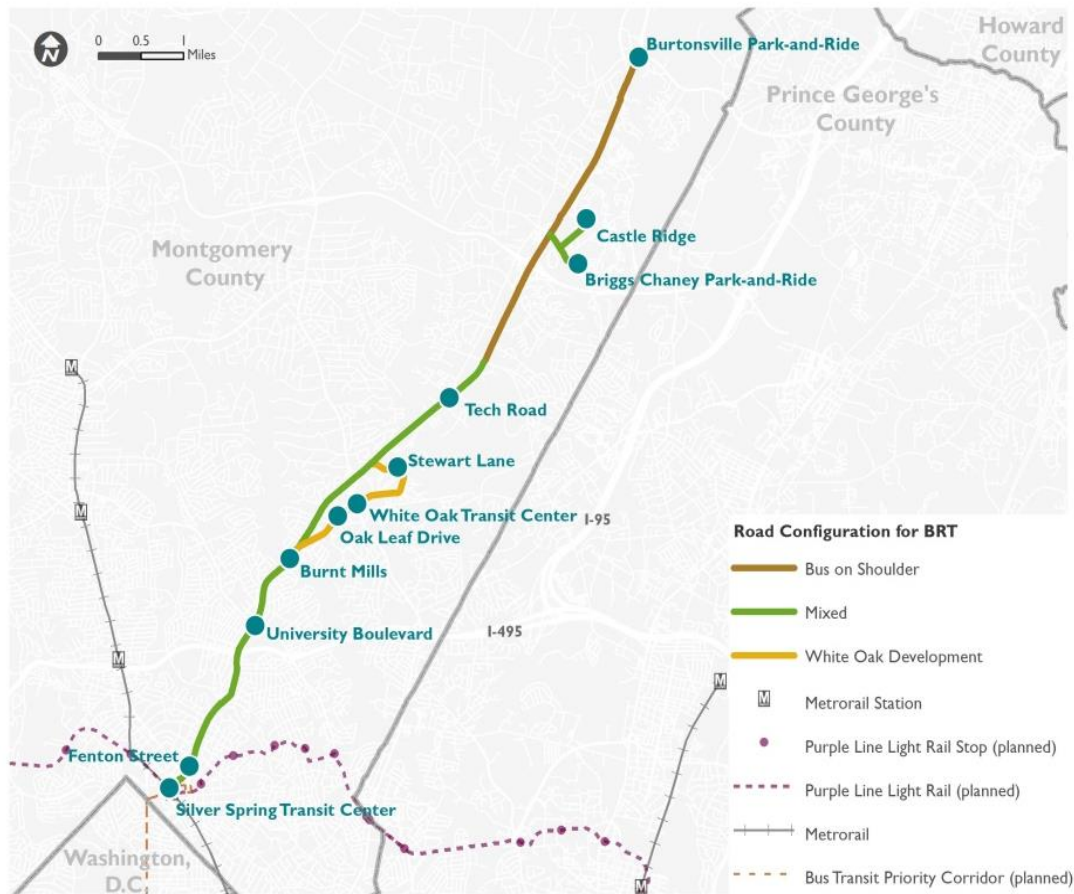 Howard
County
Burtonsville Park-and-Ride
N
0 0.5 1
Miles
Prince George's
County
Castle Ridge
Montgomery
County
Briggs Chaney Park-and-Ride
M
Tech Road
Stewart Lane
M
White Oak Transit Center
I-95
Oak Leaf Drive
Burnt Mills
University Boulevard
I-495
M
M
Fenton Street
Silver Spring Transit Center
Washington,
D.C
M
Road Configuration for BRT
Bus on Shoulder
Mixed
White Oak Development
M Metrorail Station
Purple Line Light Rail Stop (planned)
Purple Line Light Rail (planned)
Metrorail
Bus Transit Priority Corridor (planned)